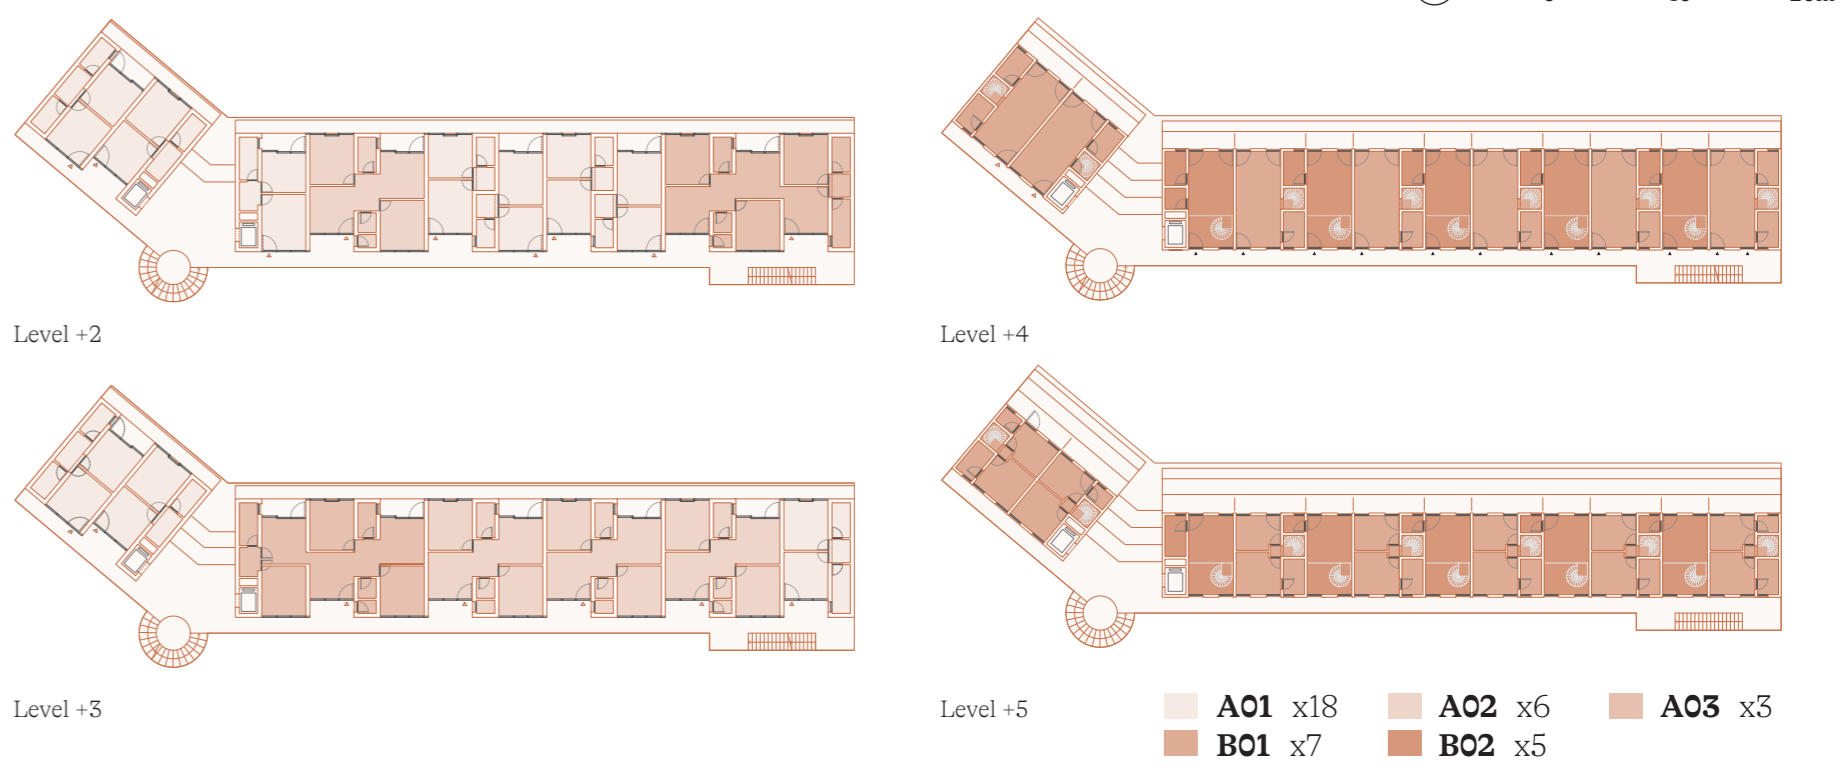 Level +2
Level +4
Level +3
Level +5
A01 x18
A02 x6
A03 x3
B01 x7
B02 x5